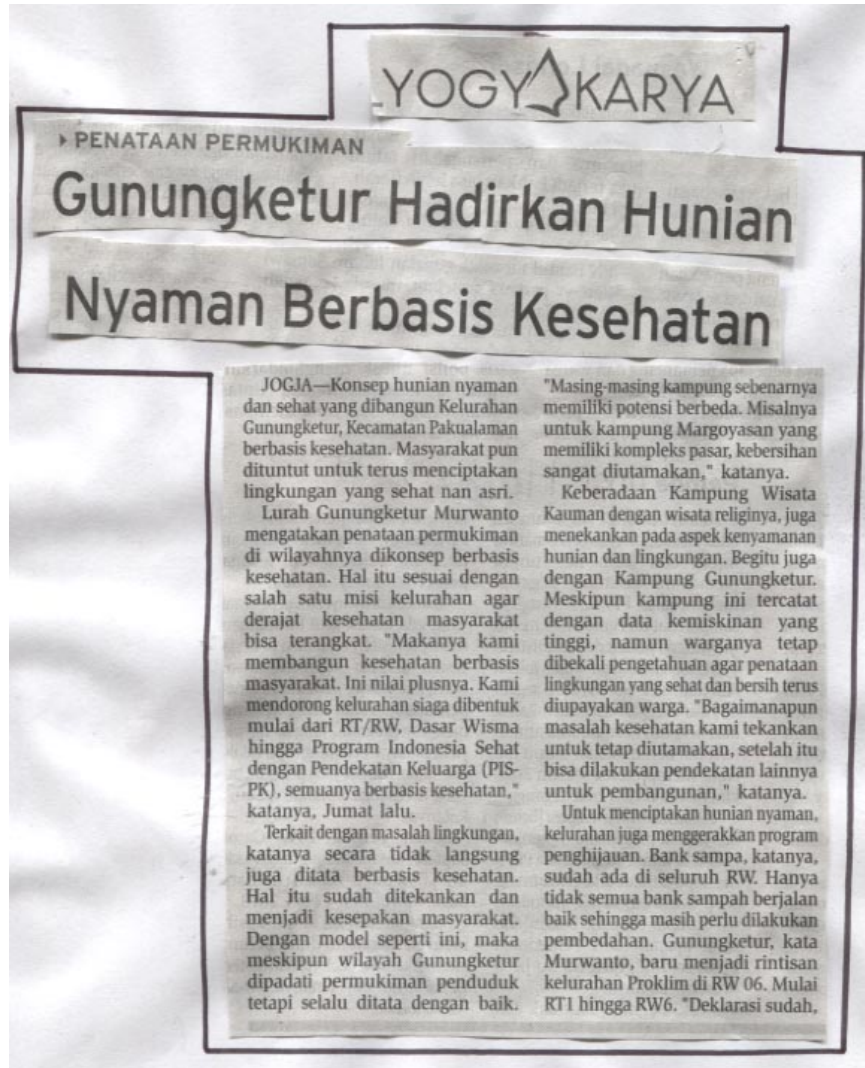 YOGYAKARYA
PENATAAN PERMUKIMAN
Gunungketur Hadirkan Hunian
Nyaman Berbasis Kesehatan
JOGJA—Konsep hunian nyaman
dan sehat yang dibangun Kelurahan
Gunungketur, Kecamatan Pakualaman
berbasis kesehatan. Masyarakat pun
dituntut untuk terus menciptakan
lingkungan yang sehat nan asri.
Lurah Gunungketur Murwanto
mengatakan penataan permukiman
di wilayahnya dikonsep berbasis
kesehatan. Hal itu sesuai dengan
salah satu misi kelurahan agar
derajat kesehatan masyarakat
bisa terangkat. "Makanya kami
membangun kesehatan berbasis
masyarakat. Ini nilai plusnya. Kami
mendorong kelurahan siaga dibentuk
mulai dari RT/RW, Dasar Wisma
hingga Program Indonesia Sehat
dengan Pendekatan Keluarga (PIS-
PK), semuanya berbasis kesehatan,"
katanya, Jumat lalu.
Terkait dengan masalah lingkungan,
katanya secara tidak langsung
juga ditata berbasis kesehatan.
Hal itu sudah ditekankan dan
menjadi kesepakan masyarakat.
Dengan model seperti ini, maka
meskipun wilayah Gunungketur
dipadati permukiman penduduk
tetapi selalu ditata dengan baik.
"Masing-masing kampung sebenarnya
memiliki potensi berbeda. Misalnya
untuk kampung Margoyasan yang
memiliki kompleks pasar, kebersihan
sangat diutamakan," katanya.
Keberadaan Kampung Wisata
Kauman dengan wisata religinya, juga
menekankan pada aspek kenyamanan
hunian dan lingkungan. Begitu juga
dengan Kampung Gunungketur.
Meskipun kampung ini tercatat
dengan data kemiskinan yang
tinggi, namun warganya tetap
dibekali pengetahuan agar penataan
lingkungan yang sehat dan bersih terus
diupayakan warga. "Bagaimanapun
masalah kesehatan kami tekankan
untuk tetap diutamakan, setelah itu
bisa dilakukan pendekatan lainnya
untuk pembangunan," katanya.
Untuk menciptakan hunian nyaman,
kelurahan juga menggerakkan program
penghijauan. Bank sampa, katanya,
sudah ada di seluruh RW. Hanya
tidak semua bank sampah berjalan
baik sehingga masih perlu dilakukan
pembedahan. Gunungketur, kata
Murwanto, baru menjadi rintisan
kelurahan Proklim di RW 06. Mulai
RT1 hingga RW6. "Deklarasi sudah,